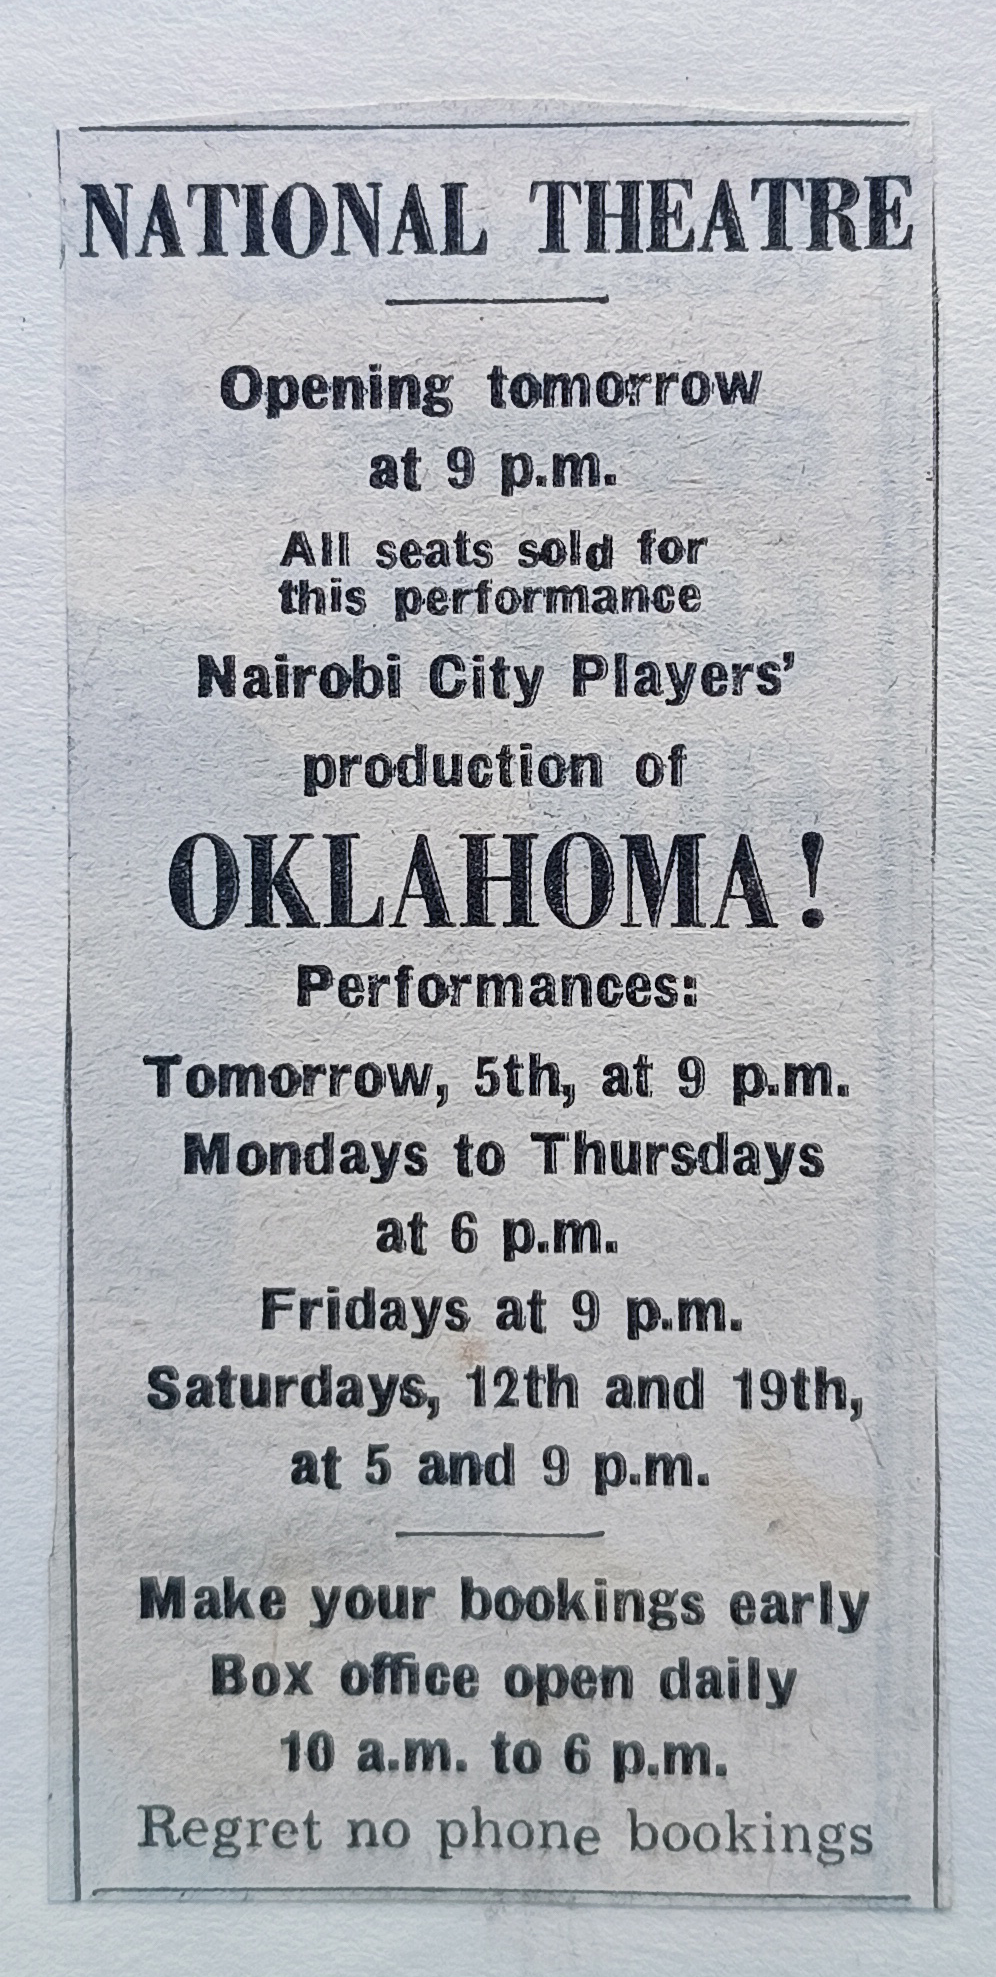 NATIONAL THEATRE
Opening tomorrow
at 9 p.m.
All seats sold for
this performance
Nairobi City Players'
production of
OKLAHOMA!
Performances:
Tomorrow, 5th, at 9 p.m.
Mondays to Thursdays
at 6 p.m.
Fridays at 9 p.m.
Saturdays, 12th and 19th,
at 5 and 9 p.m.
Make your bookings early
Box office open daily
10 a.m. to 6 p.m.
Regret no phone bookings